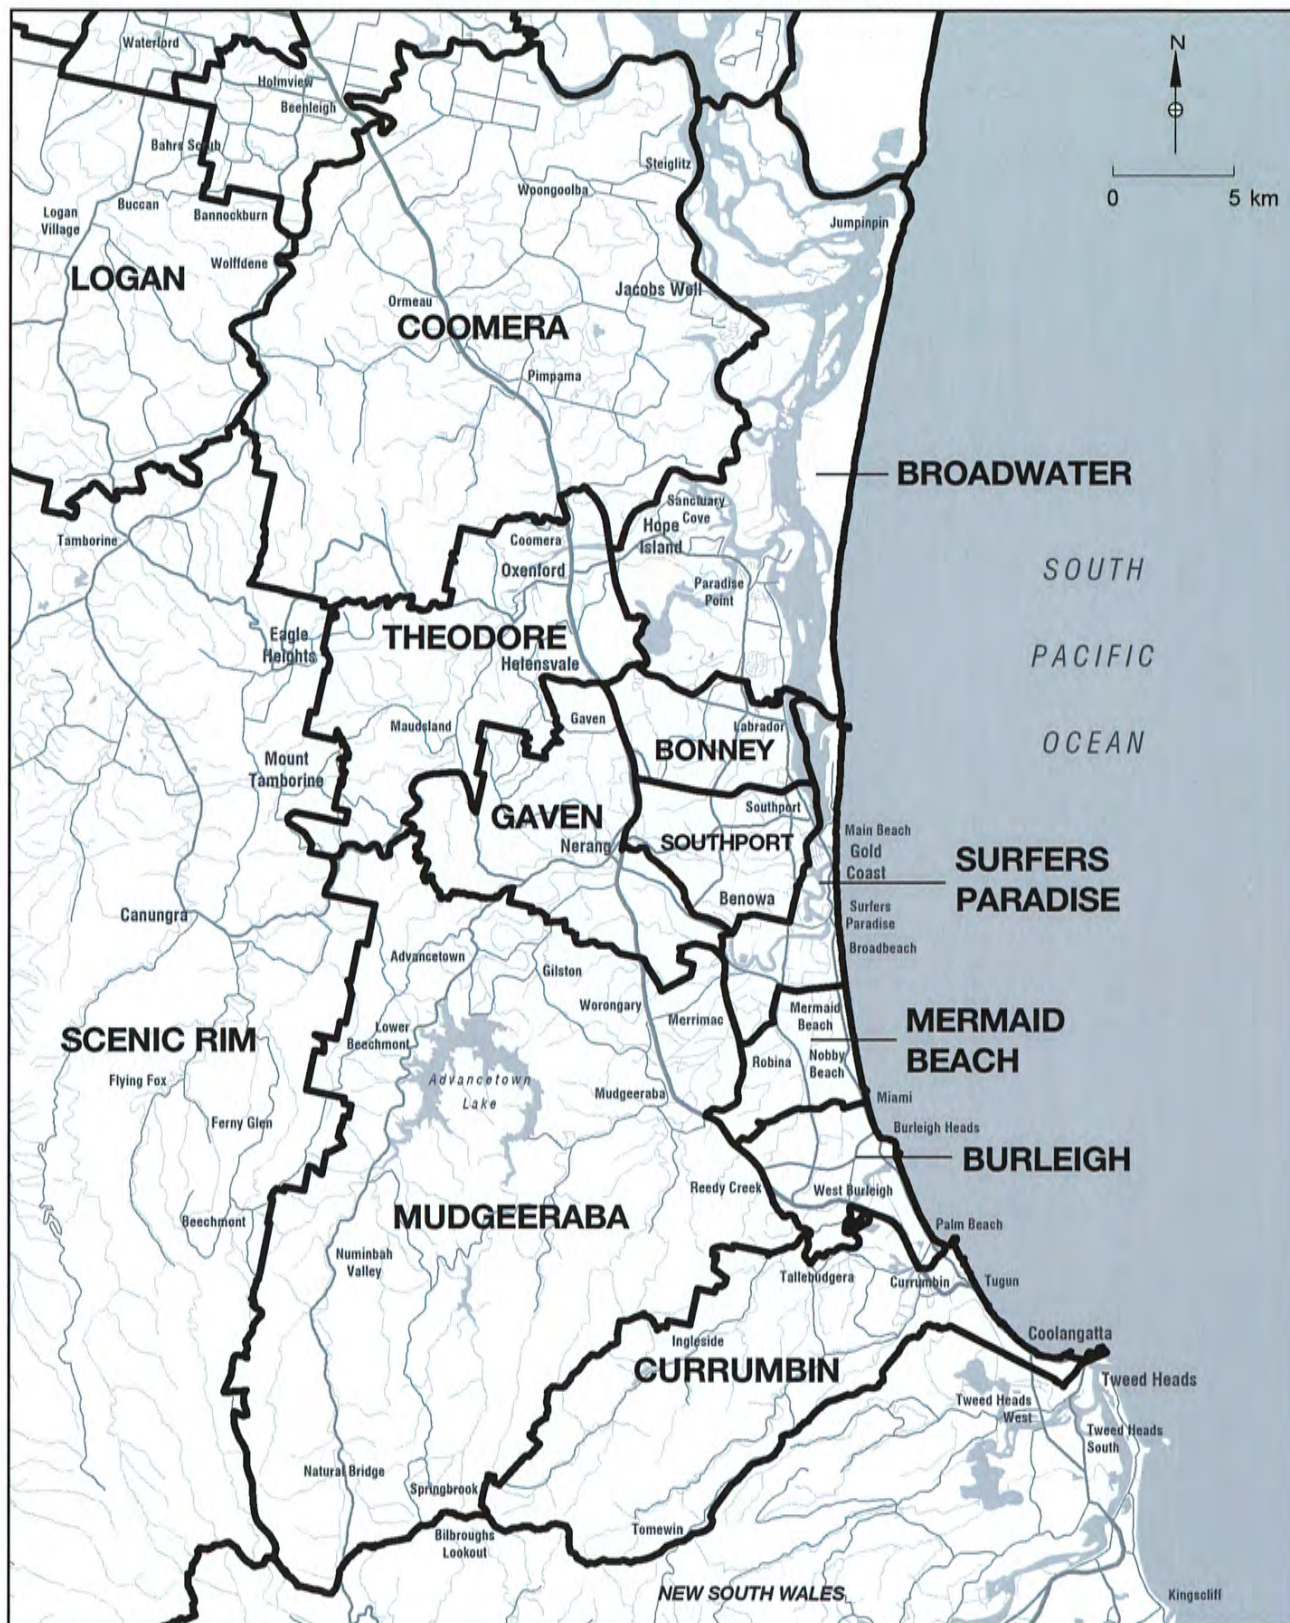 Waterford
N
Holmview
Beenleigh
Bahrs Scrub
Steiglitz
Woongoolba
0 5 km
Buccan
Logan
Village
Bannockburn
Jumpinpin
Wolffdene
LOGAN
Jacobs Well
Ormeau
COOMERA
Pimpama
BROADWATER
Sanctuary
Cove
Hope
Island
Tamborine
Coomera
Oxenford
SOUTH
Paradise
Point
Eagle
Heights
THEODORE
Helensvale
PACIFIC
Maudsland
Gaven
Labrador
BONNEY
OCEAN
Mount
Tamborine
GAVEN
Southport
Nerang
SOUTHPORT
Main Beach
Gold
Coast
SURFERS
PARADISE
Benowa
Surfers
Paradise
Canungra
Broadbeach
Advancetown
Gilston
Worongary
Merrimac
Mermaid
Beach
MERMAID
BEACH
SCENIC RIM
Lower
Beechmont
Robina
Nobby
Beach
Flying Fox
Advancetown
Lake
Mudgeeraba
Miami
Ferny Glen
Burleigh Heads
BURLEIGH
Reedy Creek
West Burleigh
MUDGEERABA
Beechmont
Palm Beach
Numinbah
Valley
Tallebudgera
Currumbin
Tugun
Ingleside
Coolangatta
CURRUMBIN
Tweed Heads
Tweed Heads
West
Tweed Heads
South
Natural Bridge
Springbrook
Bilbroughs
Lookout
Tomewin
NEW SOUTH WALES
Kingscliff